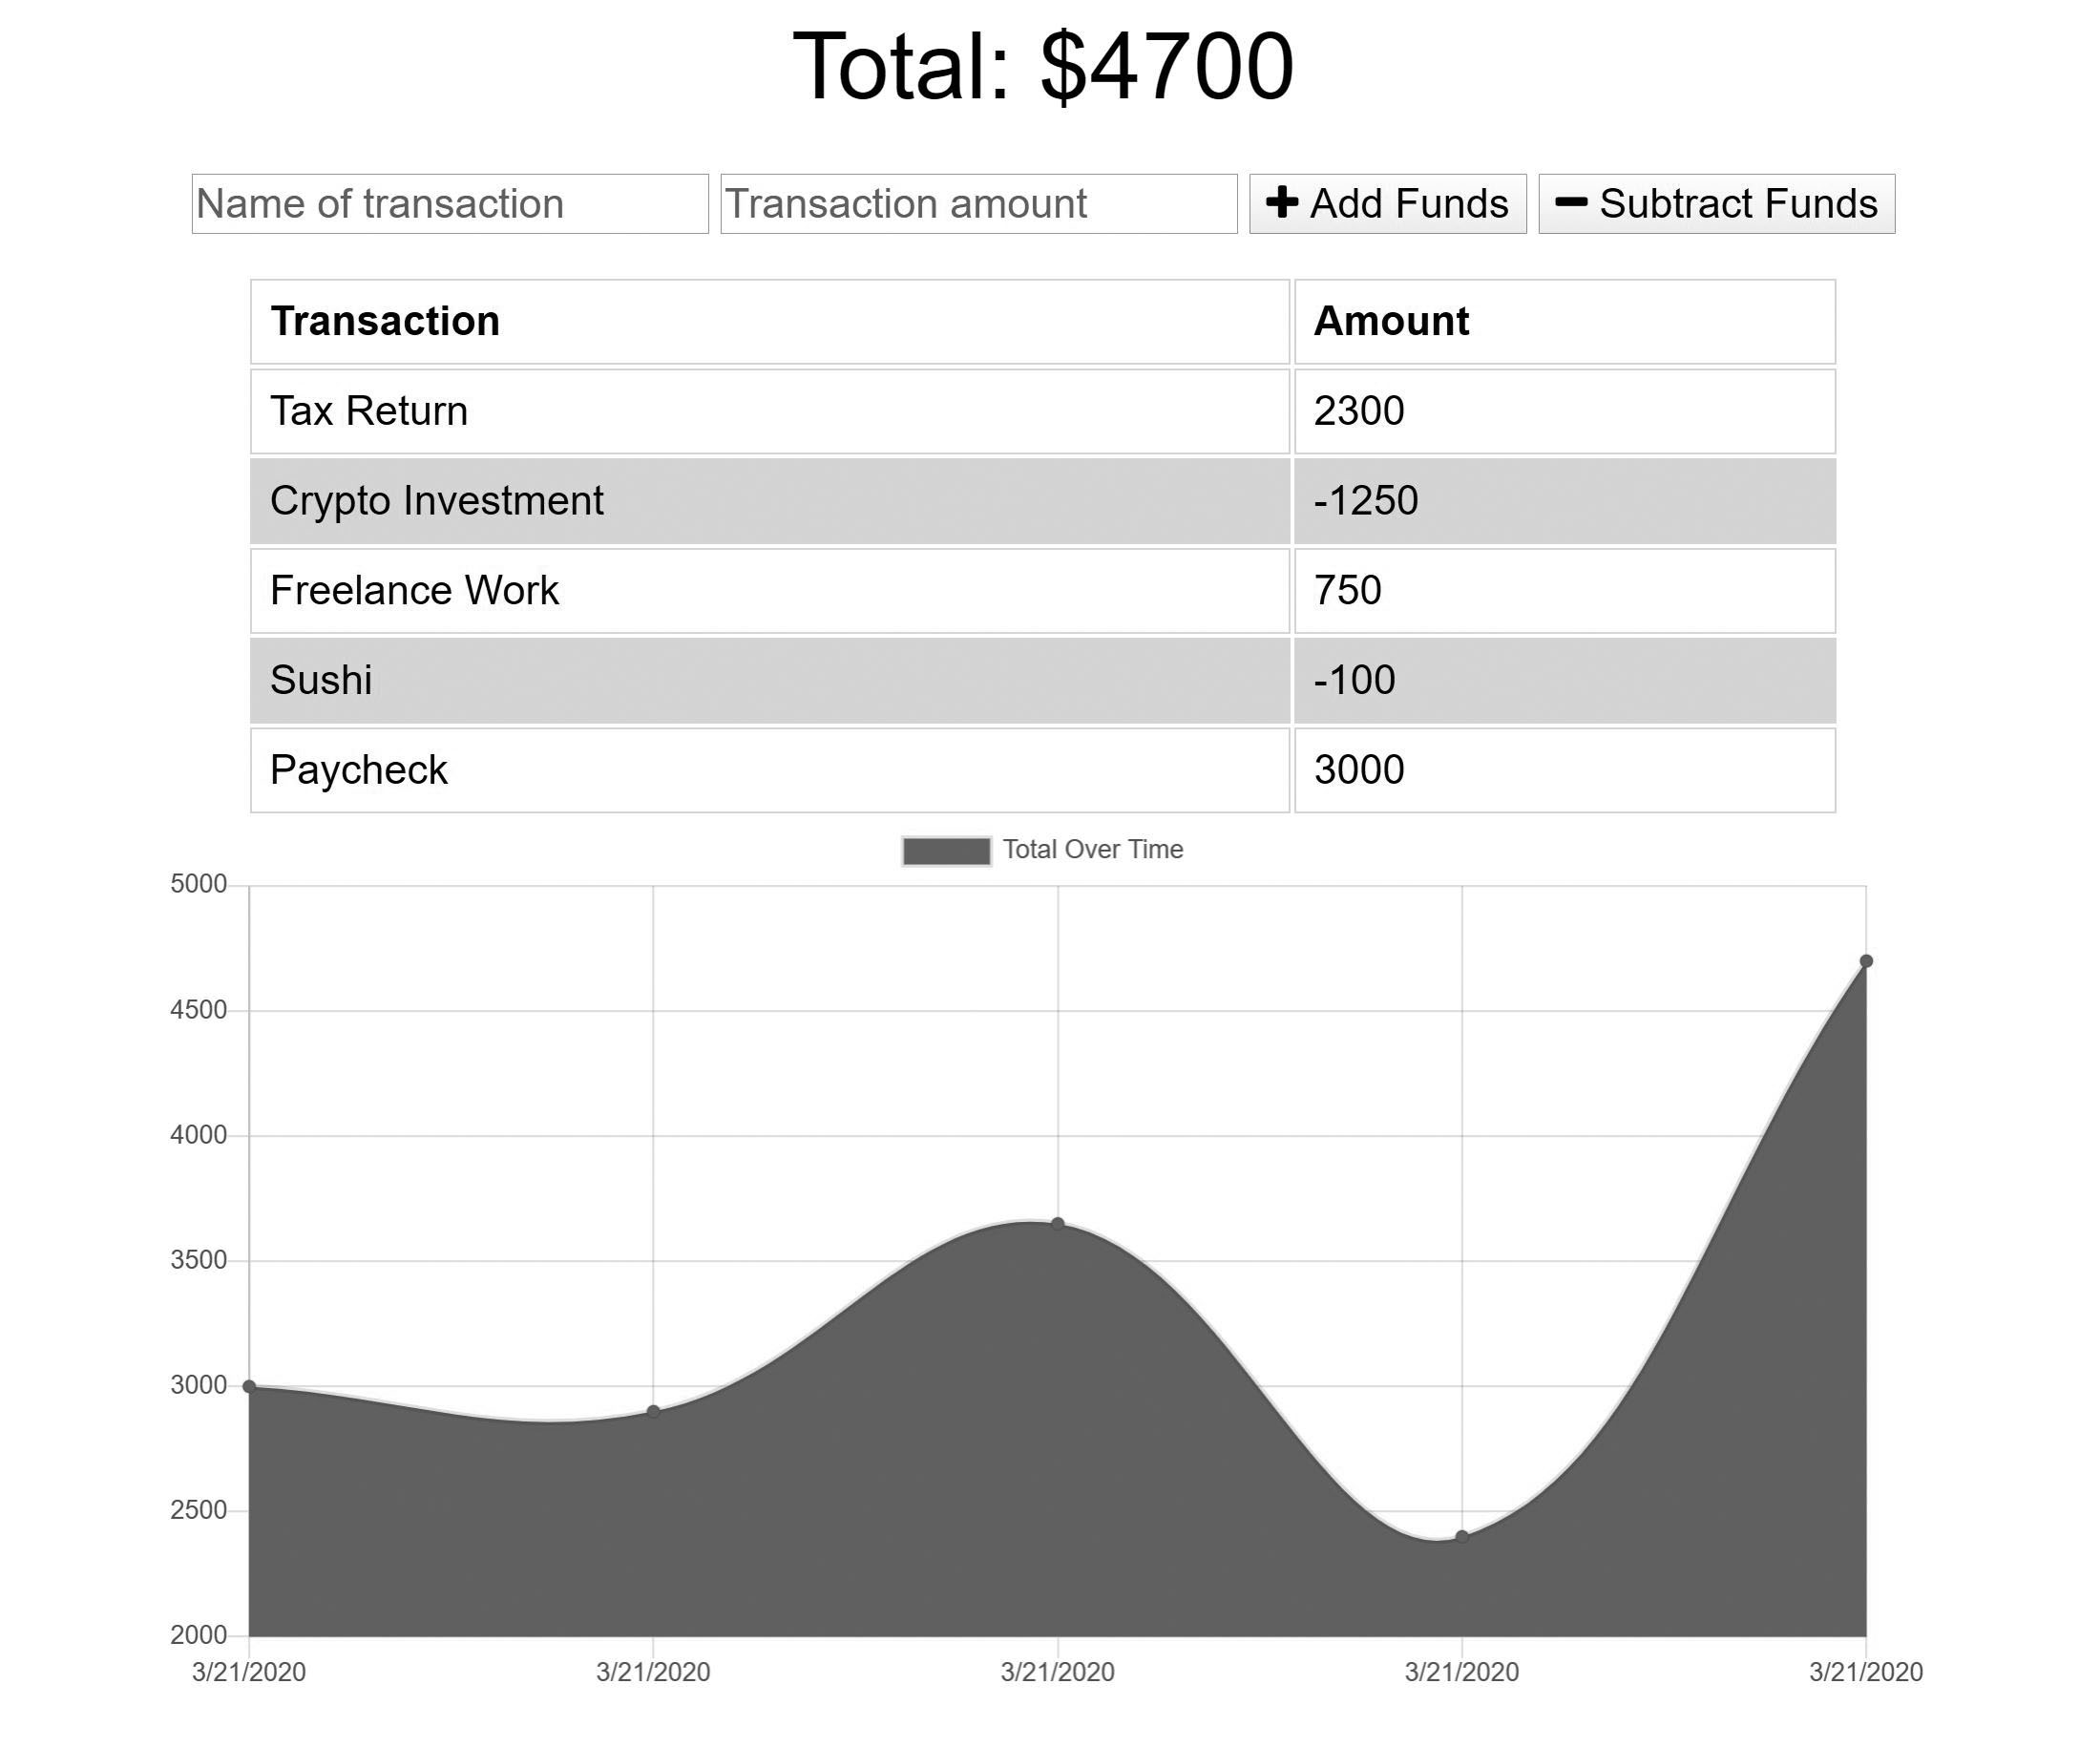 Total: $4700
Name of transaction Transaction amount Add Funds Subtract Funds
Transaction Amount
Tax Return 2300
Crypto Investment -1250
Freelance Work 750
Sushi -100
Paycheck 3000
Total Over Time
5000
4500
4000
3500
3000
2500
2000
3/21/2020 3/21/2020 3/21/2020 3/21/2020 3/21/2020